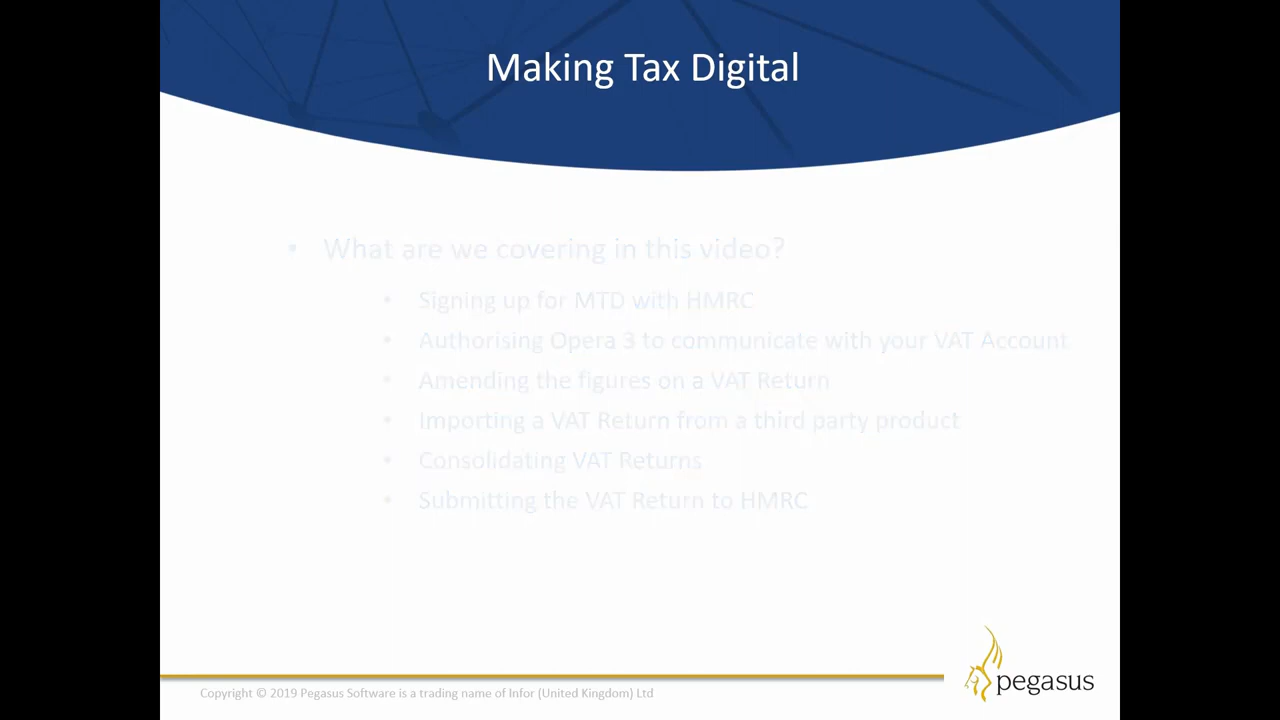 Making Tax Digital
• What are we covering in this video?
• Signing up for MTD with HMRC
• Authorising Opera 3 to communicate with your VAT Account
• Amending the figures on a VAT Return
• Importing a VAT Return from a third party product
• Consolidating VAT Returns
• Submitting the VAT Return to HMRC
pegasus
Copyright © 2019 Pegasus Software is a trading name of Infor (United Kingdom) Ltd